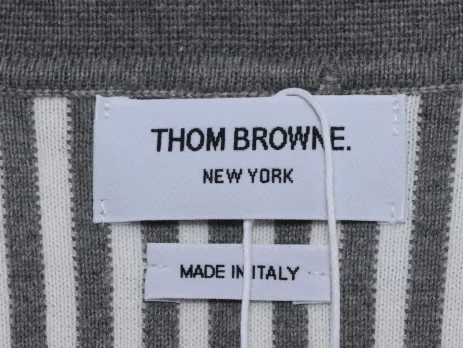 THOM BROWNE.
NEW YORK
MADE IN ITALY